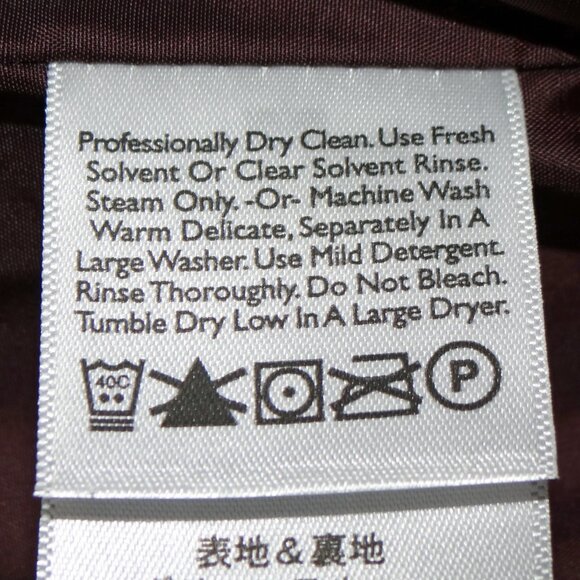 Professionally Dry Clean. Use Fresh
Solvent Or Clear Solvent Rinse.
Steam Only. -Or- Machine Wash
Warm Delicate, Separately In A
Large Washer. Use Mild Detergent.
Rinse Thoroughly. Do Not Bleach.
Tumble Dry Low In A Large Dryer.
40C P
表地 & 裏地